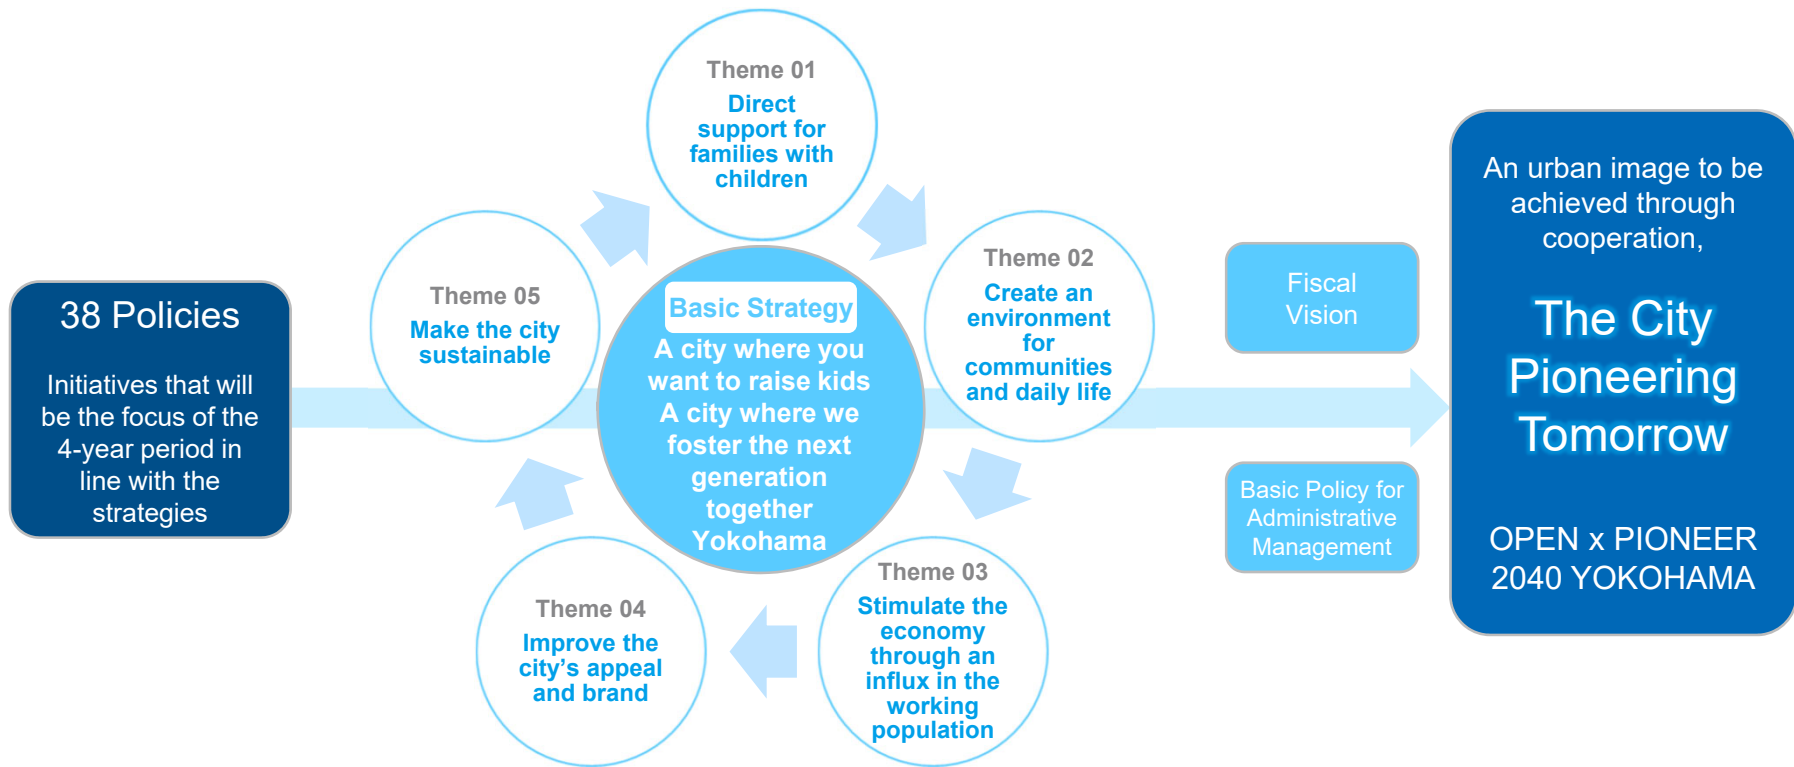 38 Policies
Initiatives that will
be the focus of the
4-year period in
line with the
strategies
Theme 01
Direct
support for
families with
children
Theme 02
Create an
environment
for
communities
and daily life
Theme 03
Stimulate the
economy
through an
influx in the
working
population
Theme 04
Improve the
city’s appeal
and brand
Theme 05
Make the city
sustainable
Basic Strategy
A city where you
want to raise kids
A city where we
foster the next
generation
together
Yokohama
Fiscal
Vision
Basic Policy for
Administrative
Management
An urban image to be
achieved through
cooperation,
The City
Pioneering
Tomorrow
OPEN x PIONEER
2040 YOKOHAMA